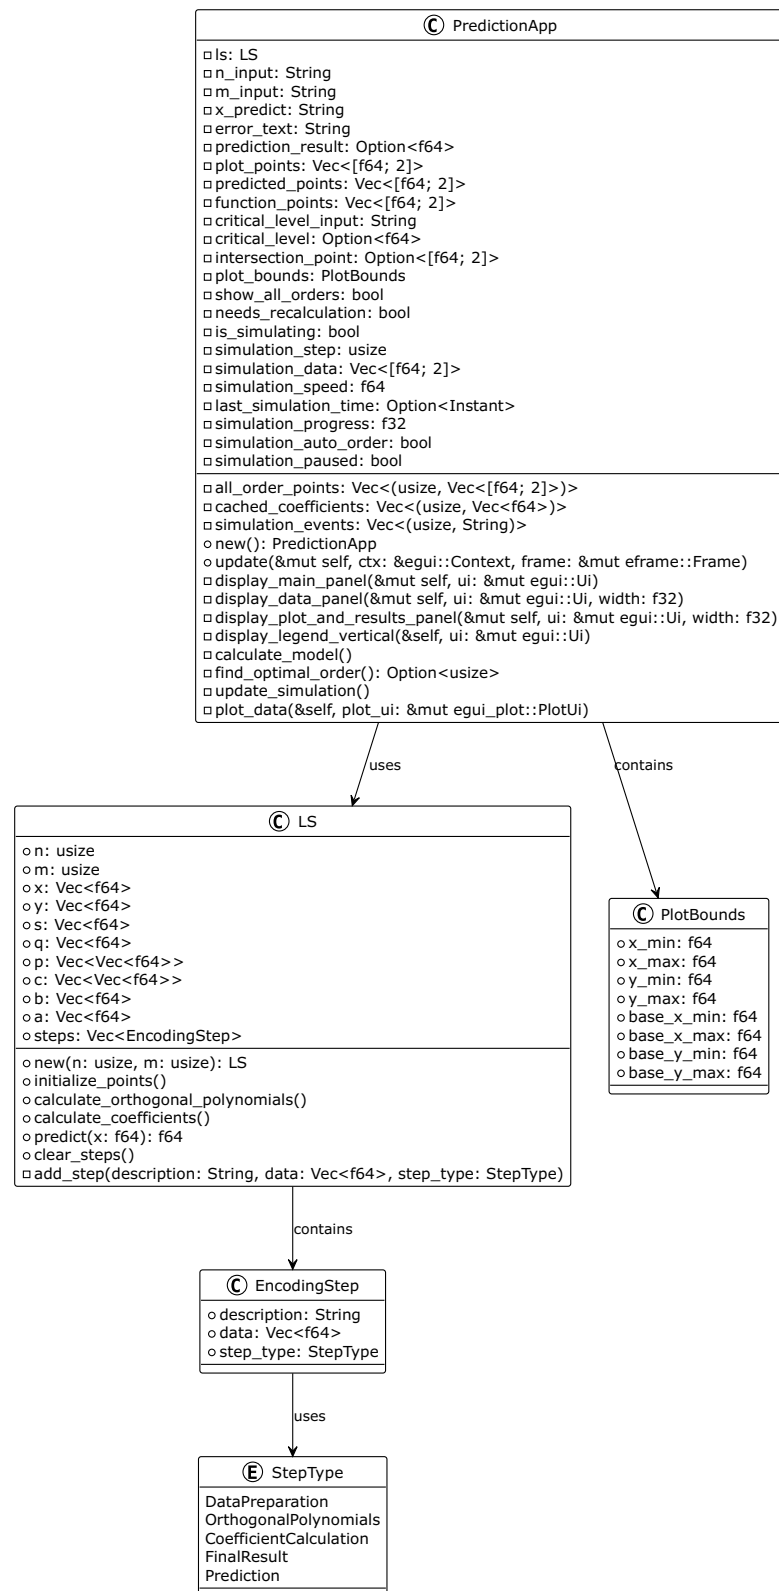 C PredictionApp
ls: LS
n_input: String
m_input: String
x_predict: String
error_text: String
prediction_result: Option<f64>
plot_points: Vec<[f64; 2]>
predicted_points: Vec<[f64; 2]>
function_points: Vec<[f64; 2]>
critical_level_input: String
critical_level: Option<f64>
intersection_point: Option<[f64; 2]>
plot_bounds: PlotBounds
show_all_orders: bool
needs_recalculation: bool
is_simulating: bool
simulation_step: usize
simulation_data: Vec<[f64; 2]>
simulation_speed: f64
last_simulation_time: Option<Instant>
simulation_progress: f32
simulation_auto_order: bool
simulation_paused: bool
all_order_points: Vec<(usize, Vec<[f64; 2]>)>
cached_coefficients: Vec<(usize, Vec<f64>)>
simulation_events: Vec<(usize, String)>
new(): PredictionApp
update(&mut self, ctx: &egui::Context, frame: &mut eframe::Frame)
display_main_panel(&mut self, ui: &mut egui::Ui)
display_data_panel(&mut self, ui: &mut egui::Ui, width: f32)
display_plot_and_results_panel(&mut self, ui: &mut egui::Ui, width: f32)
display_legend_vertical(&self, ui: &mut egui::Ui)
calculate_model()
find_optimal_order(): Option<usize>
update_simulation()
plot_data(&self, plot_ui: &mut egui_plot::PlotUi)
uses
contains
C LS
n: usize
m: usize
x: Vec<f64>
y: Vec<f64>
s: Vec<f64>
q: Vec<f64>
p: Vec<Vec<f64>>
c: Vec<Vec<f64>>
b: Vec<f64>
a: Vec<f64>
steps: Vec<EncodingStep>
new(n: usize, m: usize): LS
initialize_points()
calculate_orthogonal_polynomials()
calculate_coefficients()
predict(x: f64): f64
clear_steps()
add_step(description: String, data: Vec<f64>, step_type: StepType)
C PlotBounds
x_min: f64
x_max: f64
y_min: f64
y_max: f64
base_x_min: f64
base_x_max: f64
base_y_min: f64
base_y_max: f64
contains
C EncodingStep
description: String
data: Vec<f64>
step_type: StepType
uses
E StepType
DataPreparation
OrthogonalPolynomials
CoefficientCalculation
FinalResult
Prediction